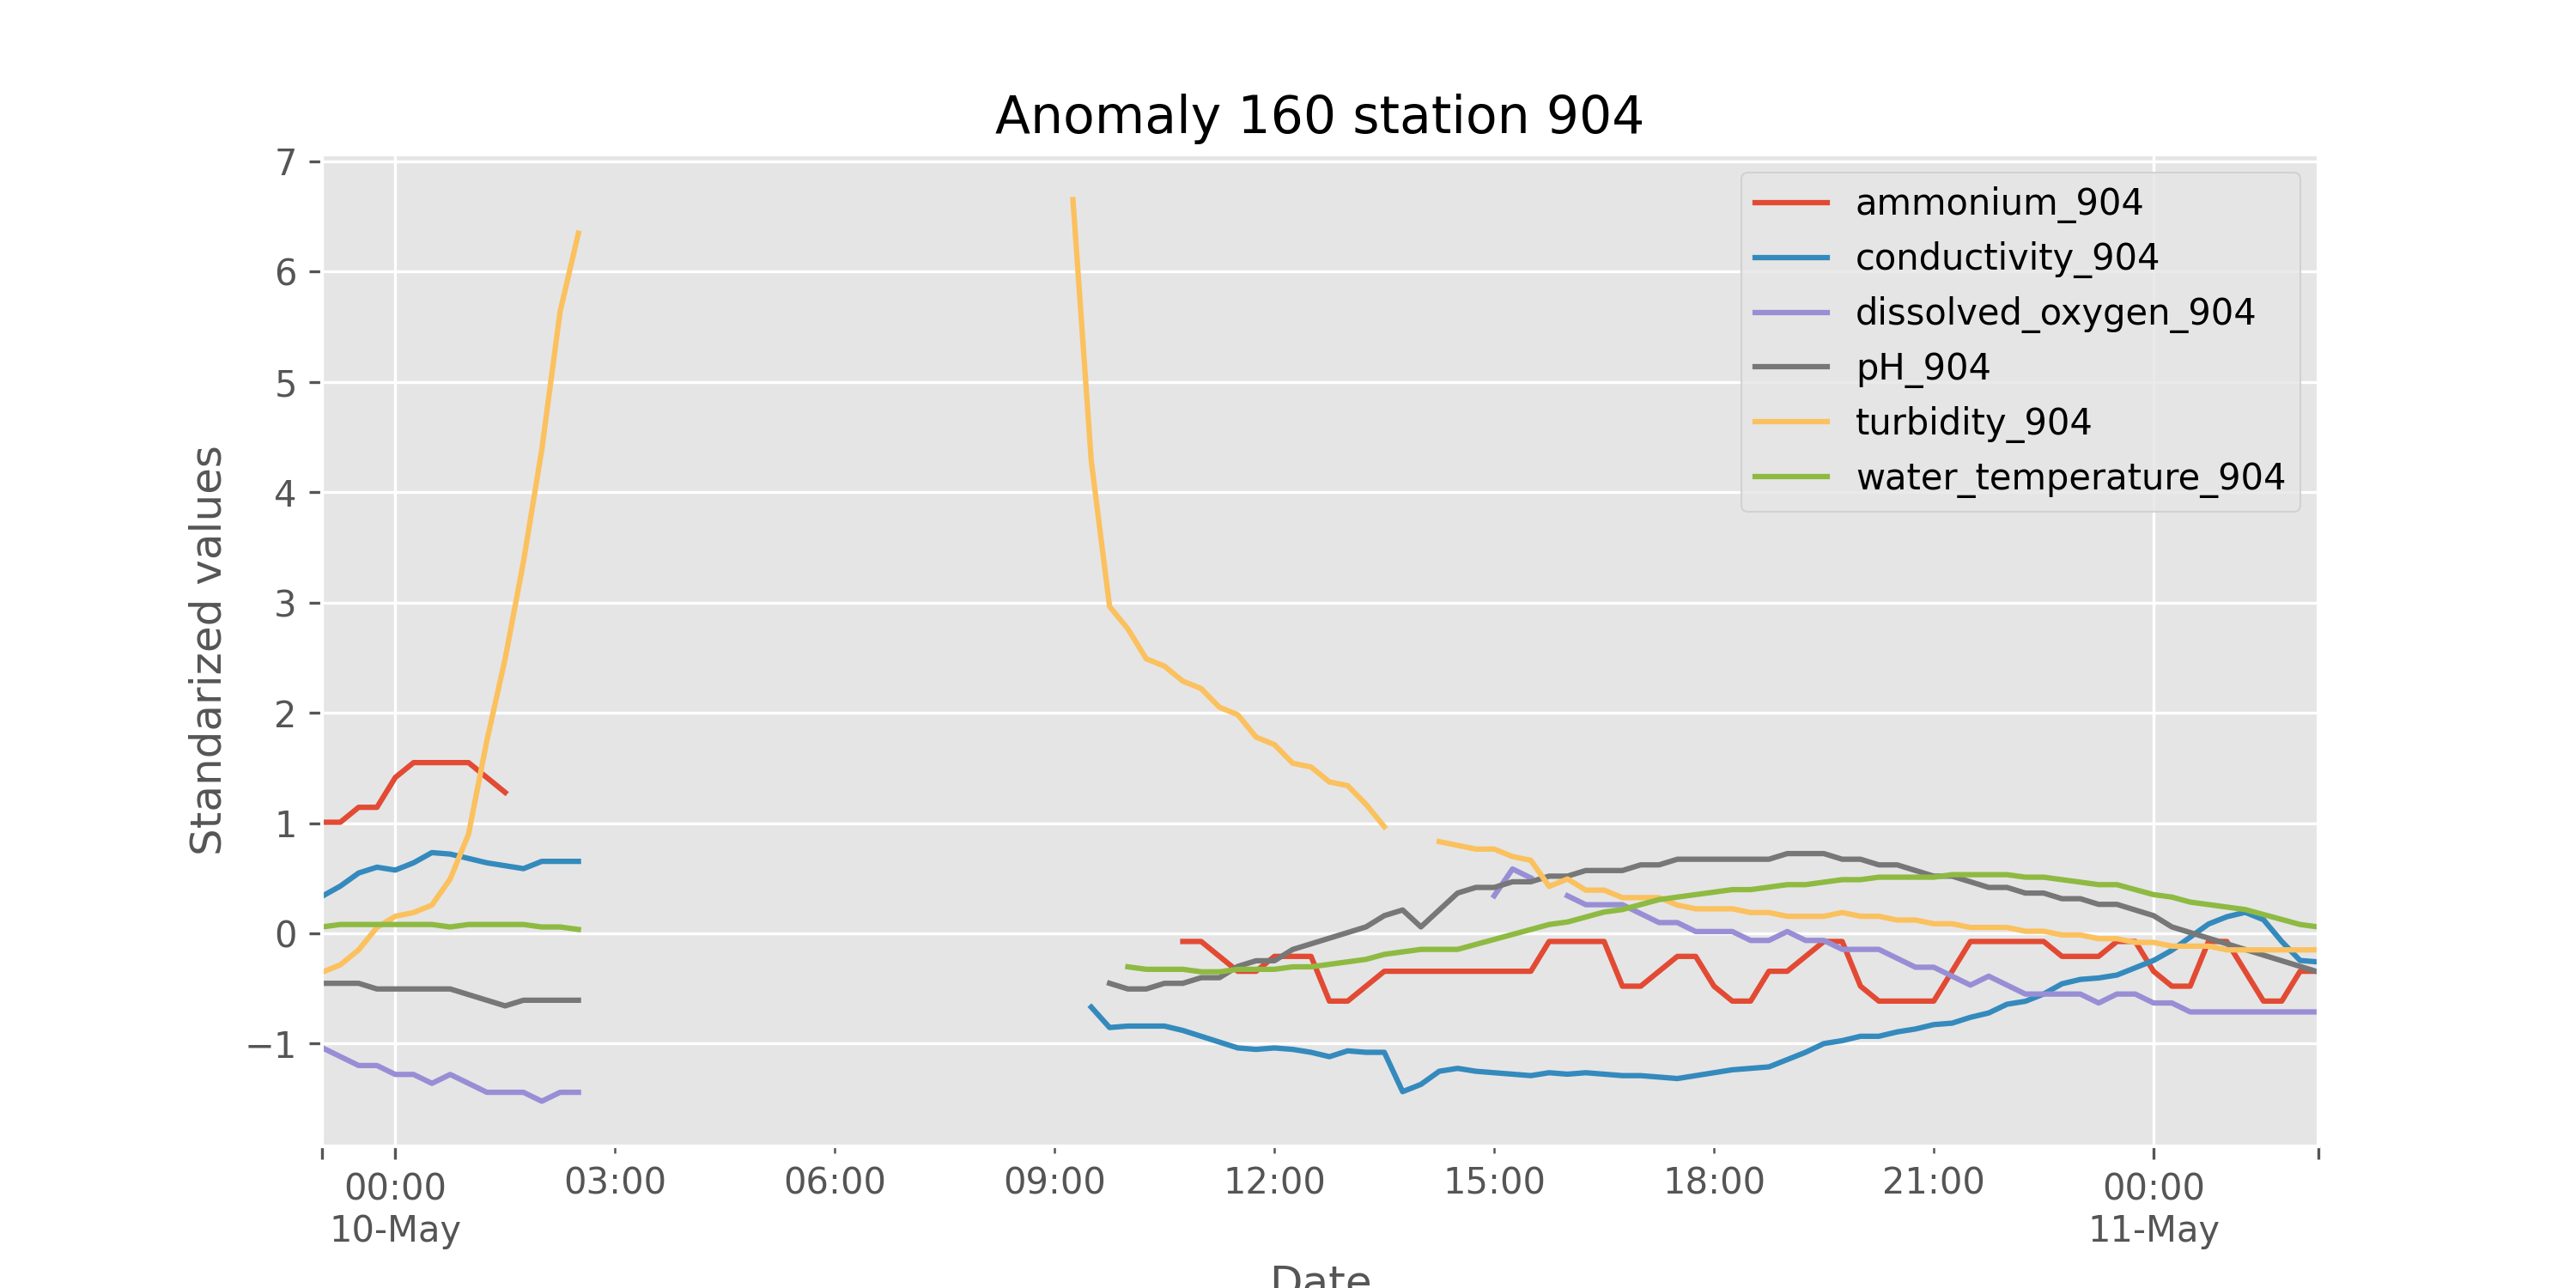 Anomaly 160 station 904
7
6
5
4
3
2
1
0
−1
Standarized values
ammonium_904
conductivity_904
dissolved_oxygen_904
pH_904
turbidity_904
water_temperature_904
00:00 03:00 06:00 09:00 12:00 15:00 18:00 21:00 00:00
10-May 11-May
Date